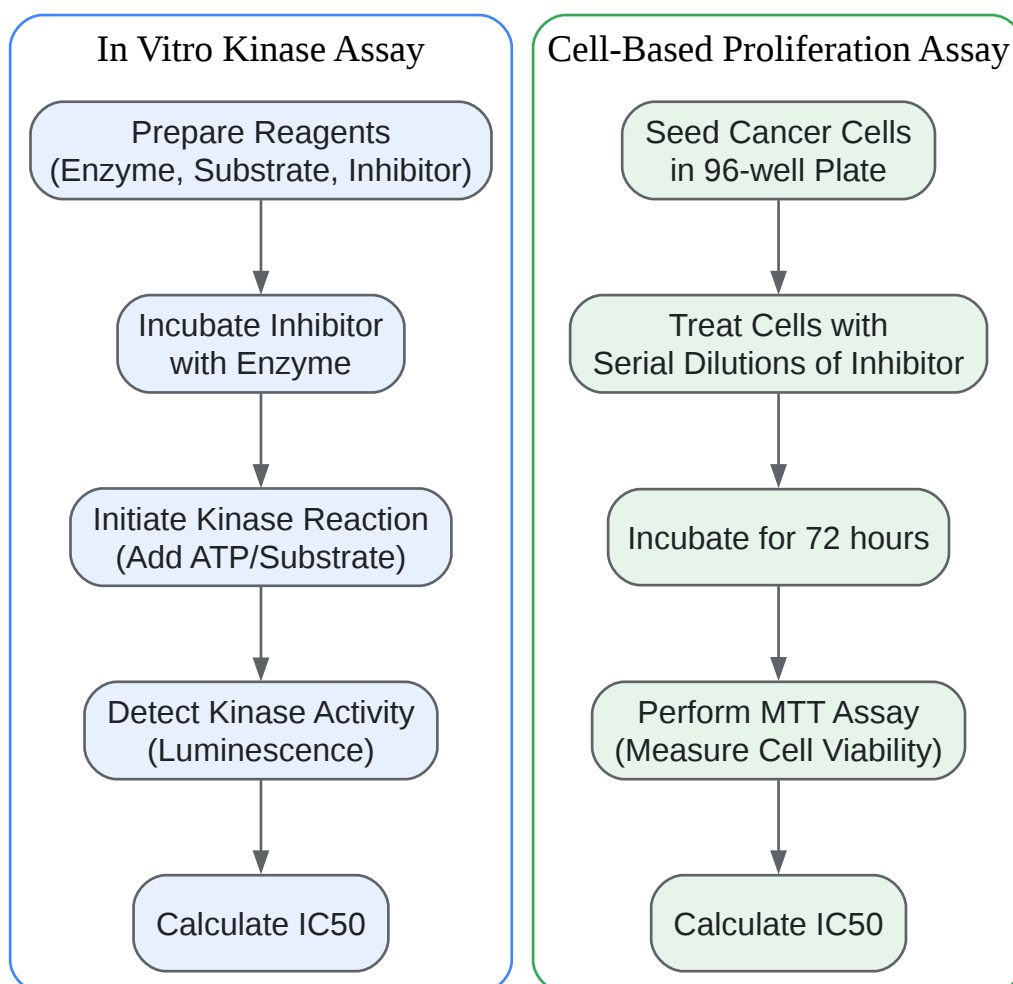 In Vitro Kinase Assay
Prepare Reagents
(Enzyme, Substrate, Inhibitor)
Incubate Inhibitor
with Enzyme
Initiate Kinase Reaction
(Add ATP/Substrate)
Detect Kinase Activity
(Luminescence)
Calculate IC50
Cell-Based Proliferation Assay
Seed Cancer Cells
in 96-well Plate
Treat Cells with
Serial Dilutions of Inhibitor
Incubate for 72 hours
Perform MTT Assay
(Measure Cell Viability)
Calculate IC50